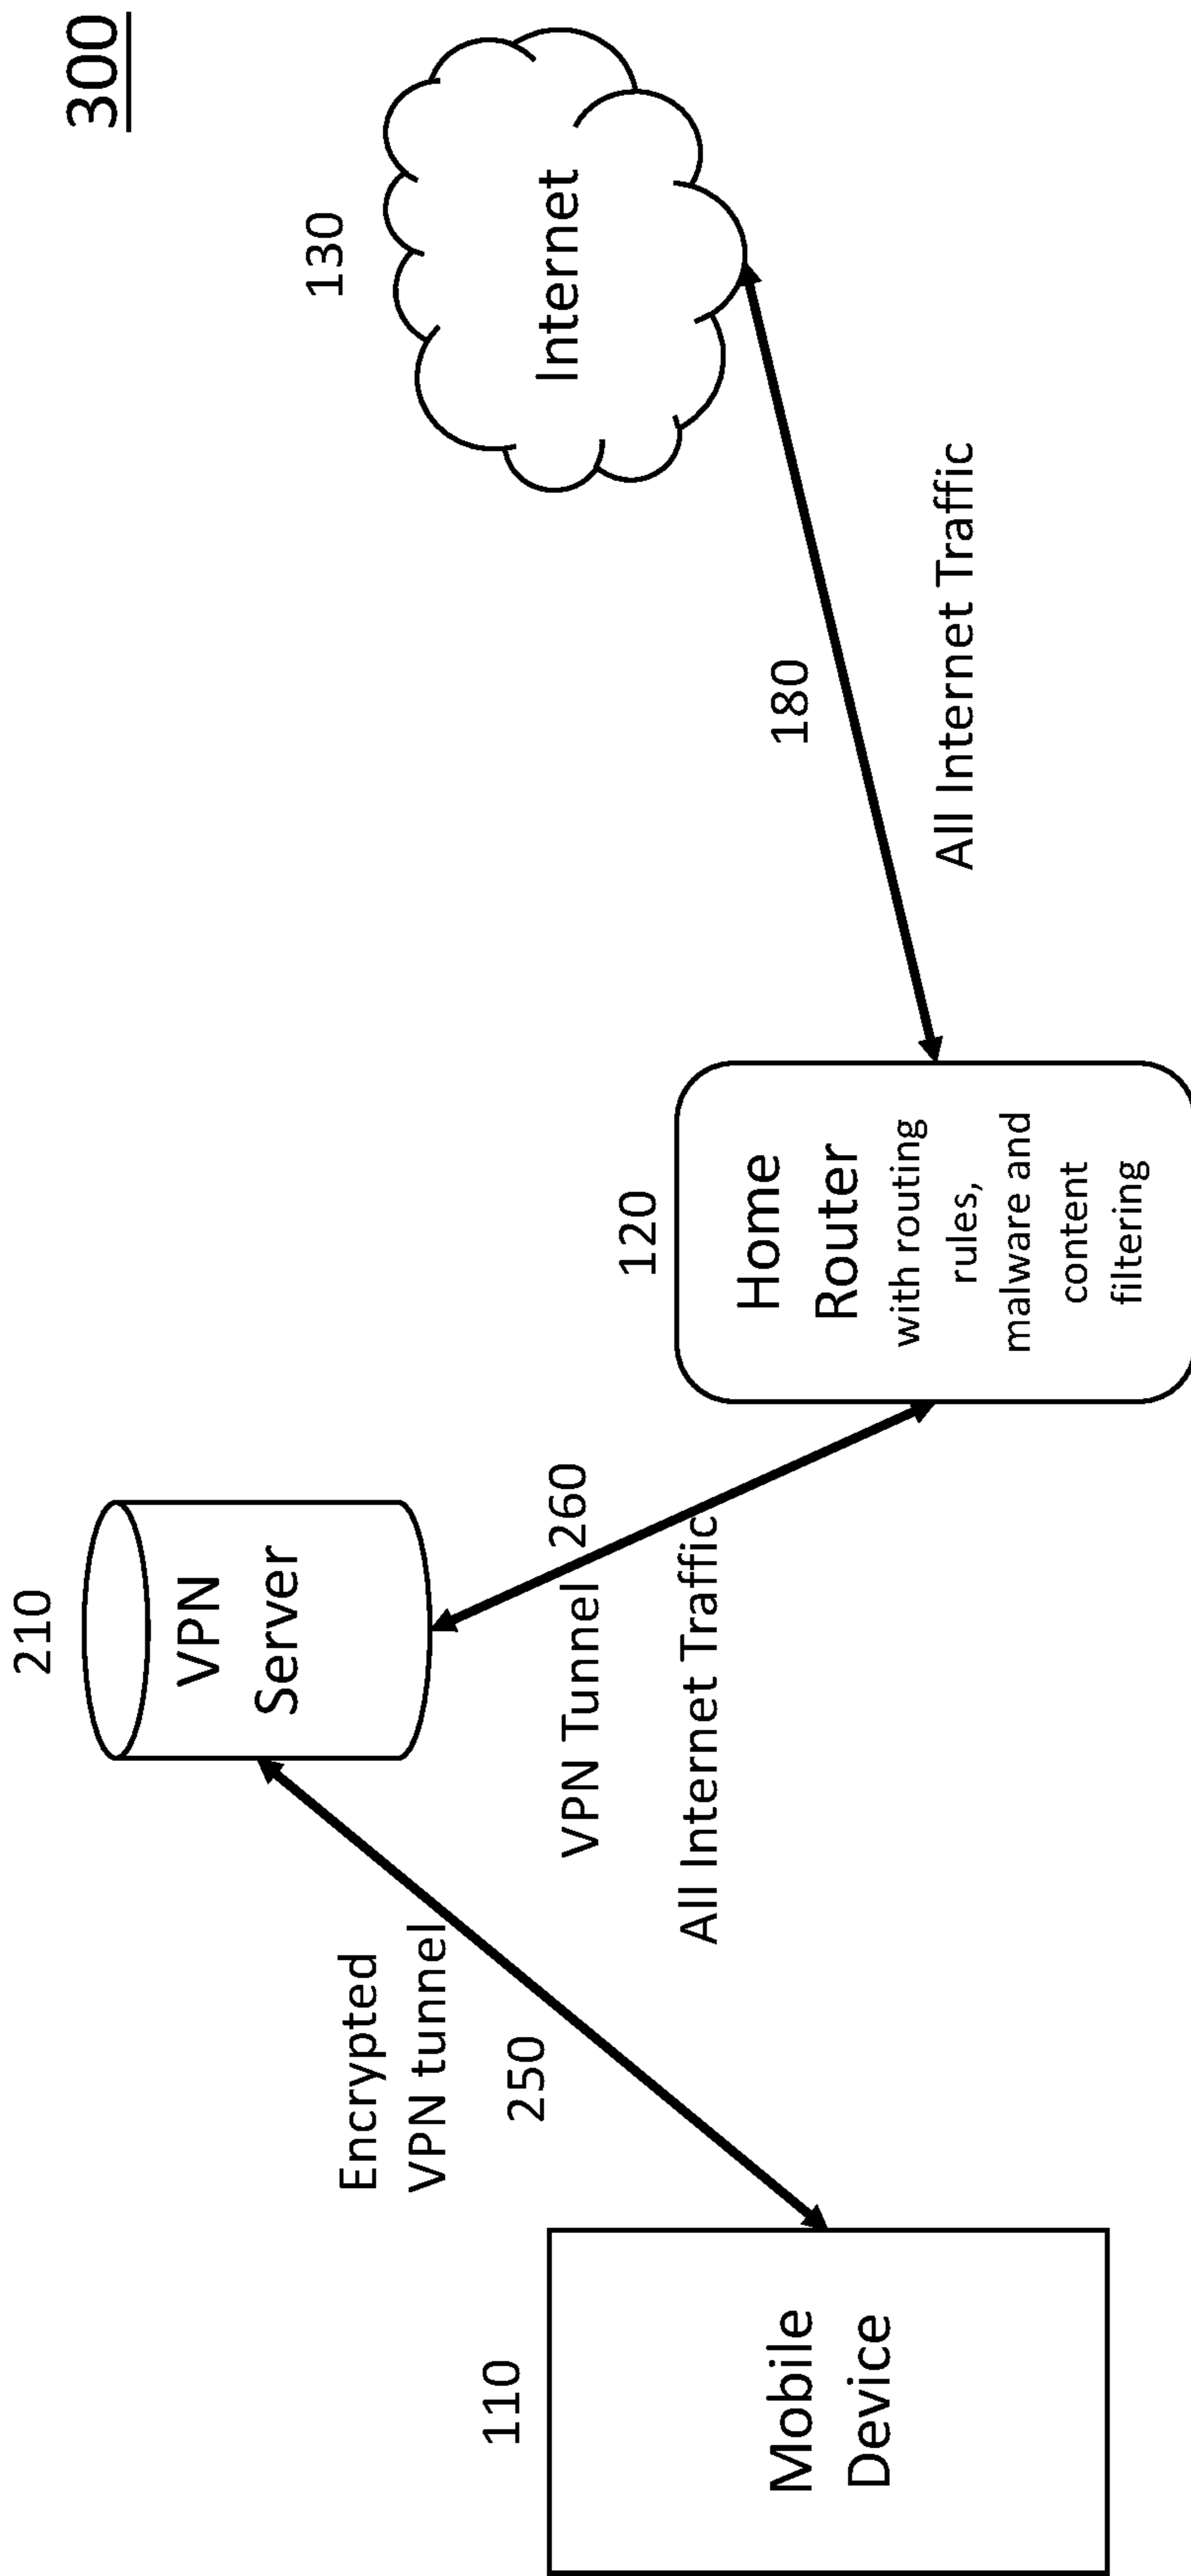 300
210
VPN
Server
130
Internet
Encrypted
VPN tunnel
250
VPN Tunnel
260
All Internet Traffic
180
All Internet Traffic
110
Mobile
Device
120
Home
Router
with routing
rules,
malware and
content
filtering